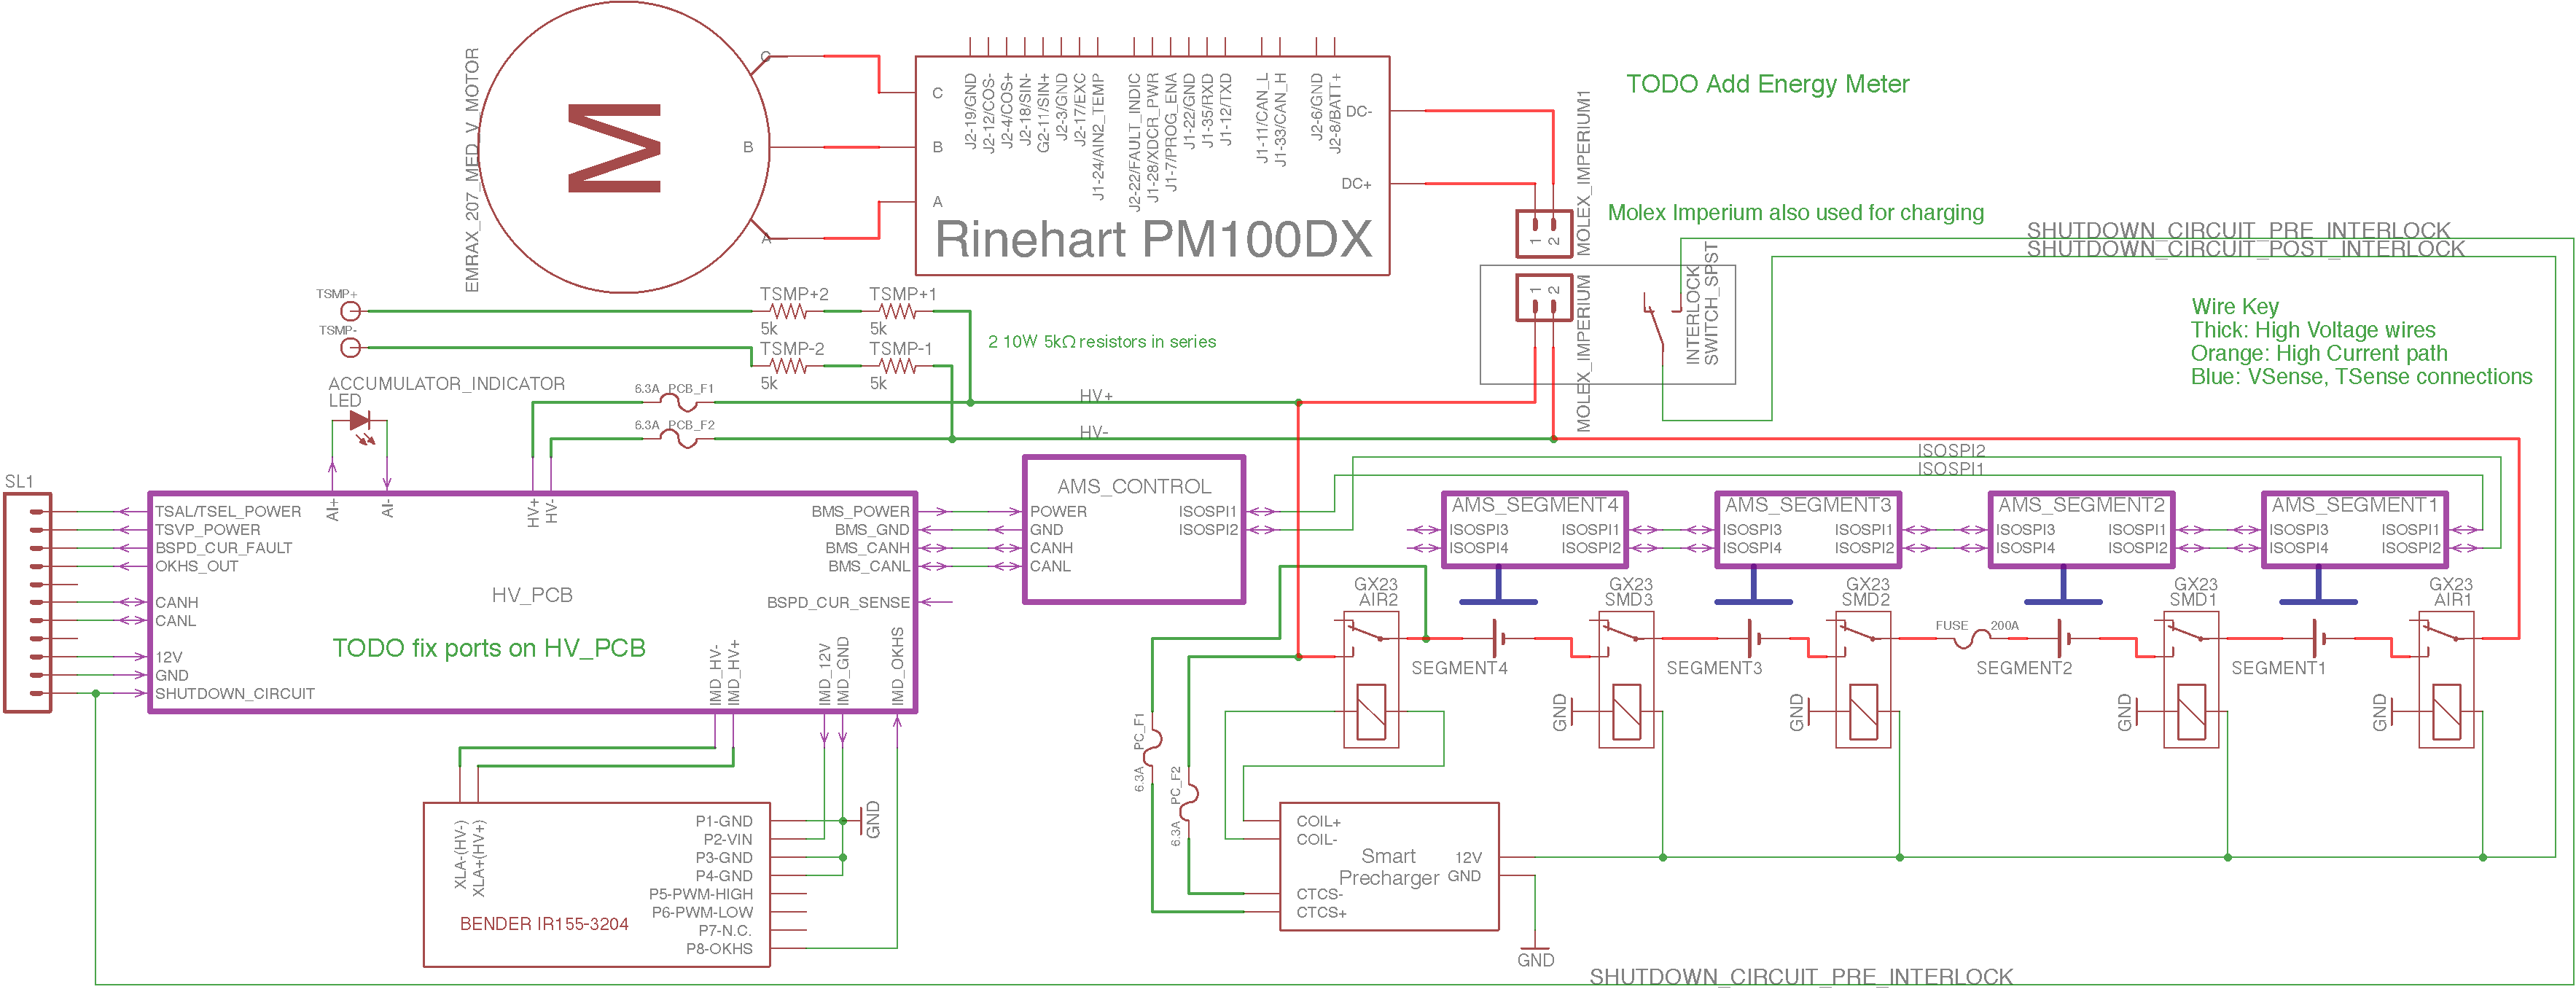 EMRAX_207_MED_V_MOTOR
M
C
B
A
C
B
A
J2-19/GND
J2-12/COS-
J2-4/COS+
J2-18/SIN-
G2-11/SIN+
J2-3/GND
J2-17/EXC
J1-24/AIN2_TEMP
J2-22/FAULT_INDIC
J1-28/XDCR_PWR
J1-7/PROG_ENA
J1-22/GND
J1-35/RXD
J1-12/TXD
J1-11/CAN_L
J1-33/CAN_H
J2-6/GND
J2-8/BATT+
DC-
DC+
Rinehart PM100DX
TODO Add Energy Meter
MOLEX_IMPERIUM1
1
2
Molex Imperium also used for charging
SHUTDOWN_CIRCUIT_PRE_INTERLOCK
SHUTDOWN_CIRCUIT_POST_INTERLOCK
MOLEX_IMPERIUM
1
2
INTERLOCK
SWITCH_SPST
Wire Key
Thick: High Voltage wires
Orange: High Current path
Blue: VSense, TSense connections
TSMP+
TSMP-
TSMP+2
5k
TSMP+1
5k
TSMP-2
5k
TSMP-1
5k
2 10W 5kΩ resistors in series
ACCUMULATOR_INDICATOR
LED
6.3A PCB_F1
6.3A PCB_F2
HV+
HV-
SL1
TSAL/TSEL_POWER
TSVP_POWER
BSPD_CUR_FAULT
OKHS_OUT
CANH
CANL
12V
GND
SHUTDOWN_CIRCUIT
AI+
AI-
HV+
HV-
HV_PCB
TODO fix ports on HV_PCB
BMS_POWER
BMS_GND
BMS_CANH
BMS_CANL
BSPD_CUR_SENSE
IMD_HV-
IMD_HV+
IMD_12V
IMD_GND
IMD_OKHS
AMS_CONTROL
POWER
GND
CANH
CANL
ISOSPI1
ISOSPI2
ISOSPI2
ISOSPI1
AMS_SEGMENT4
ISOSPI3
ISOSPI4
ISOSPI1
ISOSPI2
AMS_SEGMENT3
ISOSPI3
ISOSPI4
ISOSPI1
ISOSPI2
AMS_SEGMENT2
ISOSPI3
ISOSPI4
ISOSPI1
ISOSPI2
AMS_SEGMENT1
ISOSPI3
ISOSPI4
ISOSPI1
ISOSPI2
GX23
AIR2
GX23
SMD3
GX23
SMD2
GX23
SMD1
GX23
AIR1
SEGMENT4
SEGMENT3
FUSE 200A
SEGMENT2
SEGMENT1
GND
GND
GND
GND
PC_F1
6.3A
PC_F2
6.3A
COIL+
COIL-
CTCS-
CTCS+
Smart
Precharger
12V
GND
GND
XLA-(HV-)
XLA+(HV+)
BENDER IR155-3204
P1-GND
P2-VIN
P3-GND
P4-GND
P5-PWM-HIGH
P6-PWM-LOW
P7-N.C.
P8-OKHS
GND
SHUTDOWN_CIRCUIT_PRE_INTERLOCK